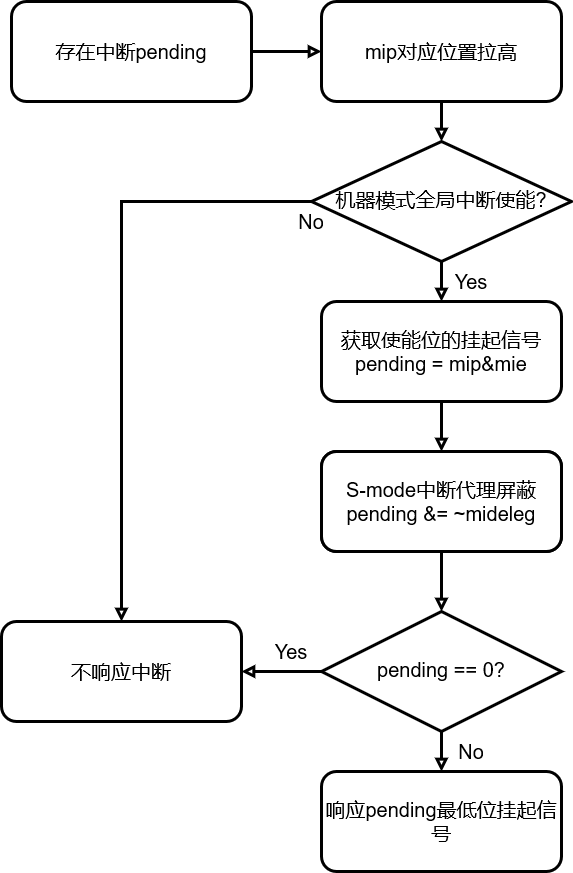 存在中断pending
mip对应位置拉高
机器模式全局中断使能?
No
Yes
获取使能位的挂起信号
pending = mip&mie
S-mode中断代理屏蔽
pending &= ~mideleg
不响应中断
Yes
pending == 0?
No
响应pending最低位挂起信
号